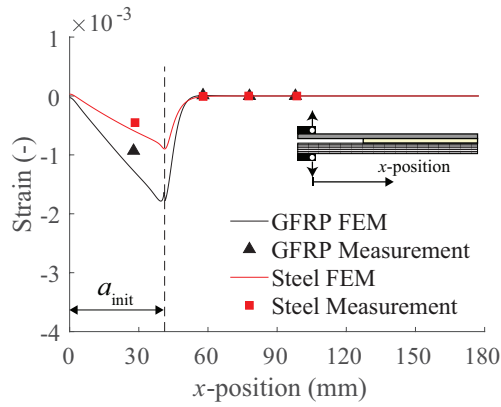 ×10⁻³
1
0
-1
-2
-3
-4
Strain (-)
x-position
GFRP FEM
GFRP Measurement
Steel FEM
Steel Measurement
a_init
0 30 60 90 120 150 180
x-position (mm)